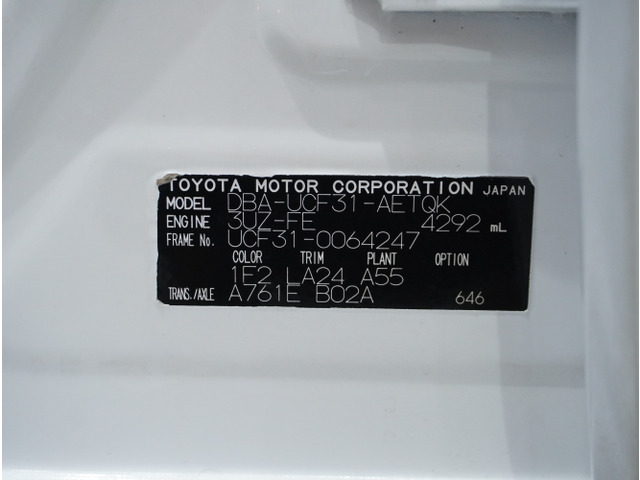 TOYOTA MOTOR CORPORATION JAPAN
MODEL DBA-UCF31-AETQK
ENGINE 3UZ-FE 4292 mL
FRAME No. UCF31-0064247
COLOR TRIM PLANT OPTION
1E2 LA24 A55
TRANS./AXLE A761E B02A 646